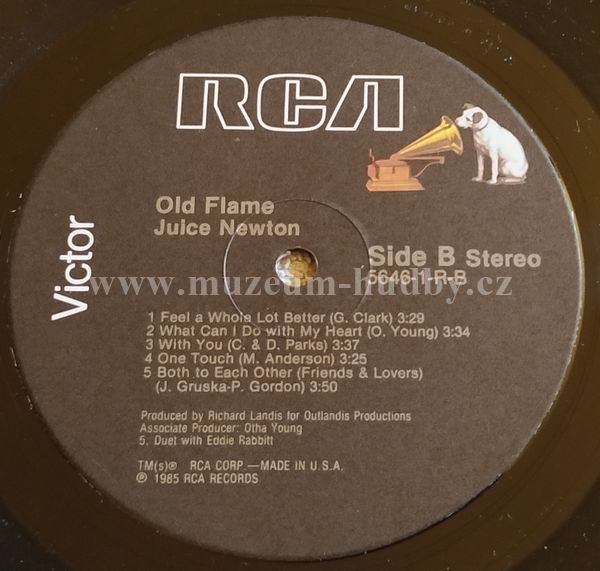 RCA
Old Flame
Juice Newton
Victor
Side B Stereo
5646-1-R-B
www.muzeum-hudby.cz
1 Feel a Whole Lot Better (G. Clark) 3:29
2 What Can I Do with My Heart (O. Young) 3:34
3 With You (C. & D. Parks) 3:37
4 One Touch (M. Anderson) 3:25
5 Both to Each Other (Friends & Lovers)
(J. Gruska-P. Gordon) 3:50
Produced by Richard Landis for Outlandis Productions
Associate Producer: Otha Young
5. Duet with Eddie Rabbitt
TM(s)® RCA CORP.—MADE IN U.S.A.
℗ 1985 RCA RECORDS